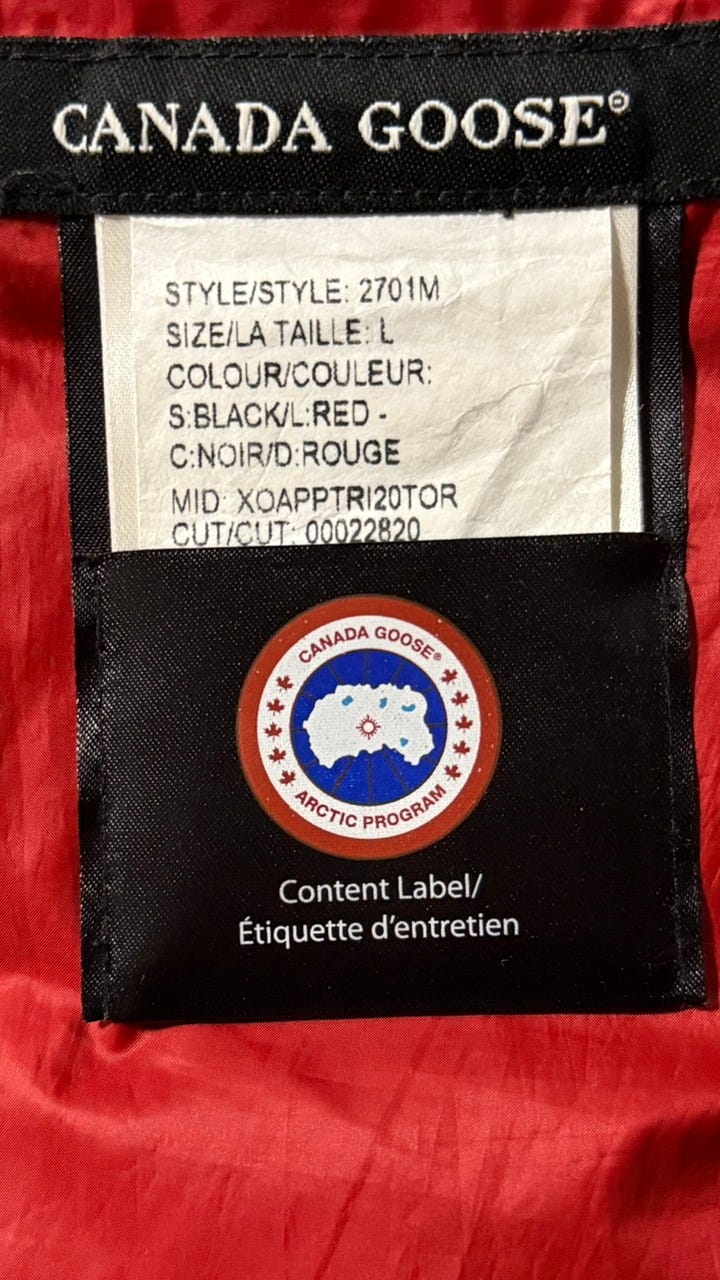 CANADA GOOSE®
STYLE/STYLE: 2701M
SIZE/LA TAILLE: L
COLOUR/COULEUR:
S:BLACK/L:RED -
C:NOIR/D:ROUGE
MID: XOAPPTRI20TOR
CUT/CUT: 00022820
CANADA GOOSE®
ARCTIC PROGRAM
Content Label/
Étiquette d'entretien